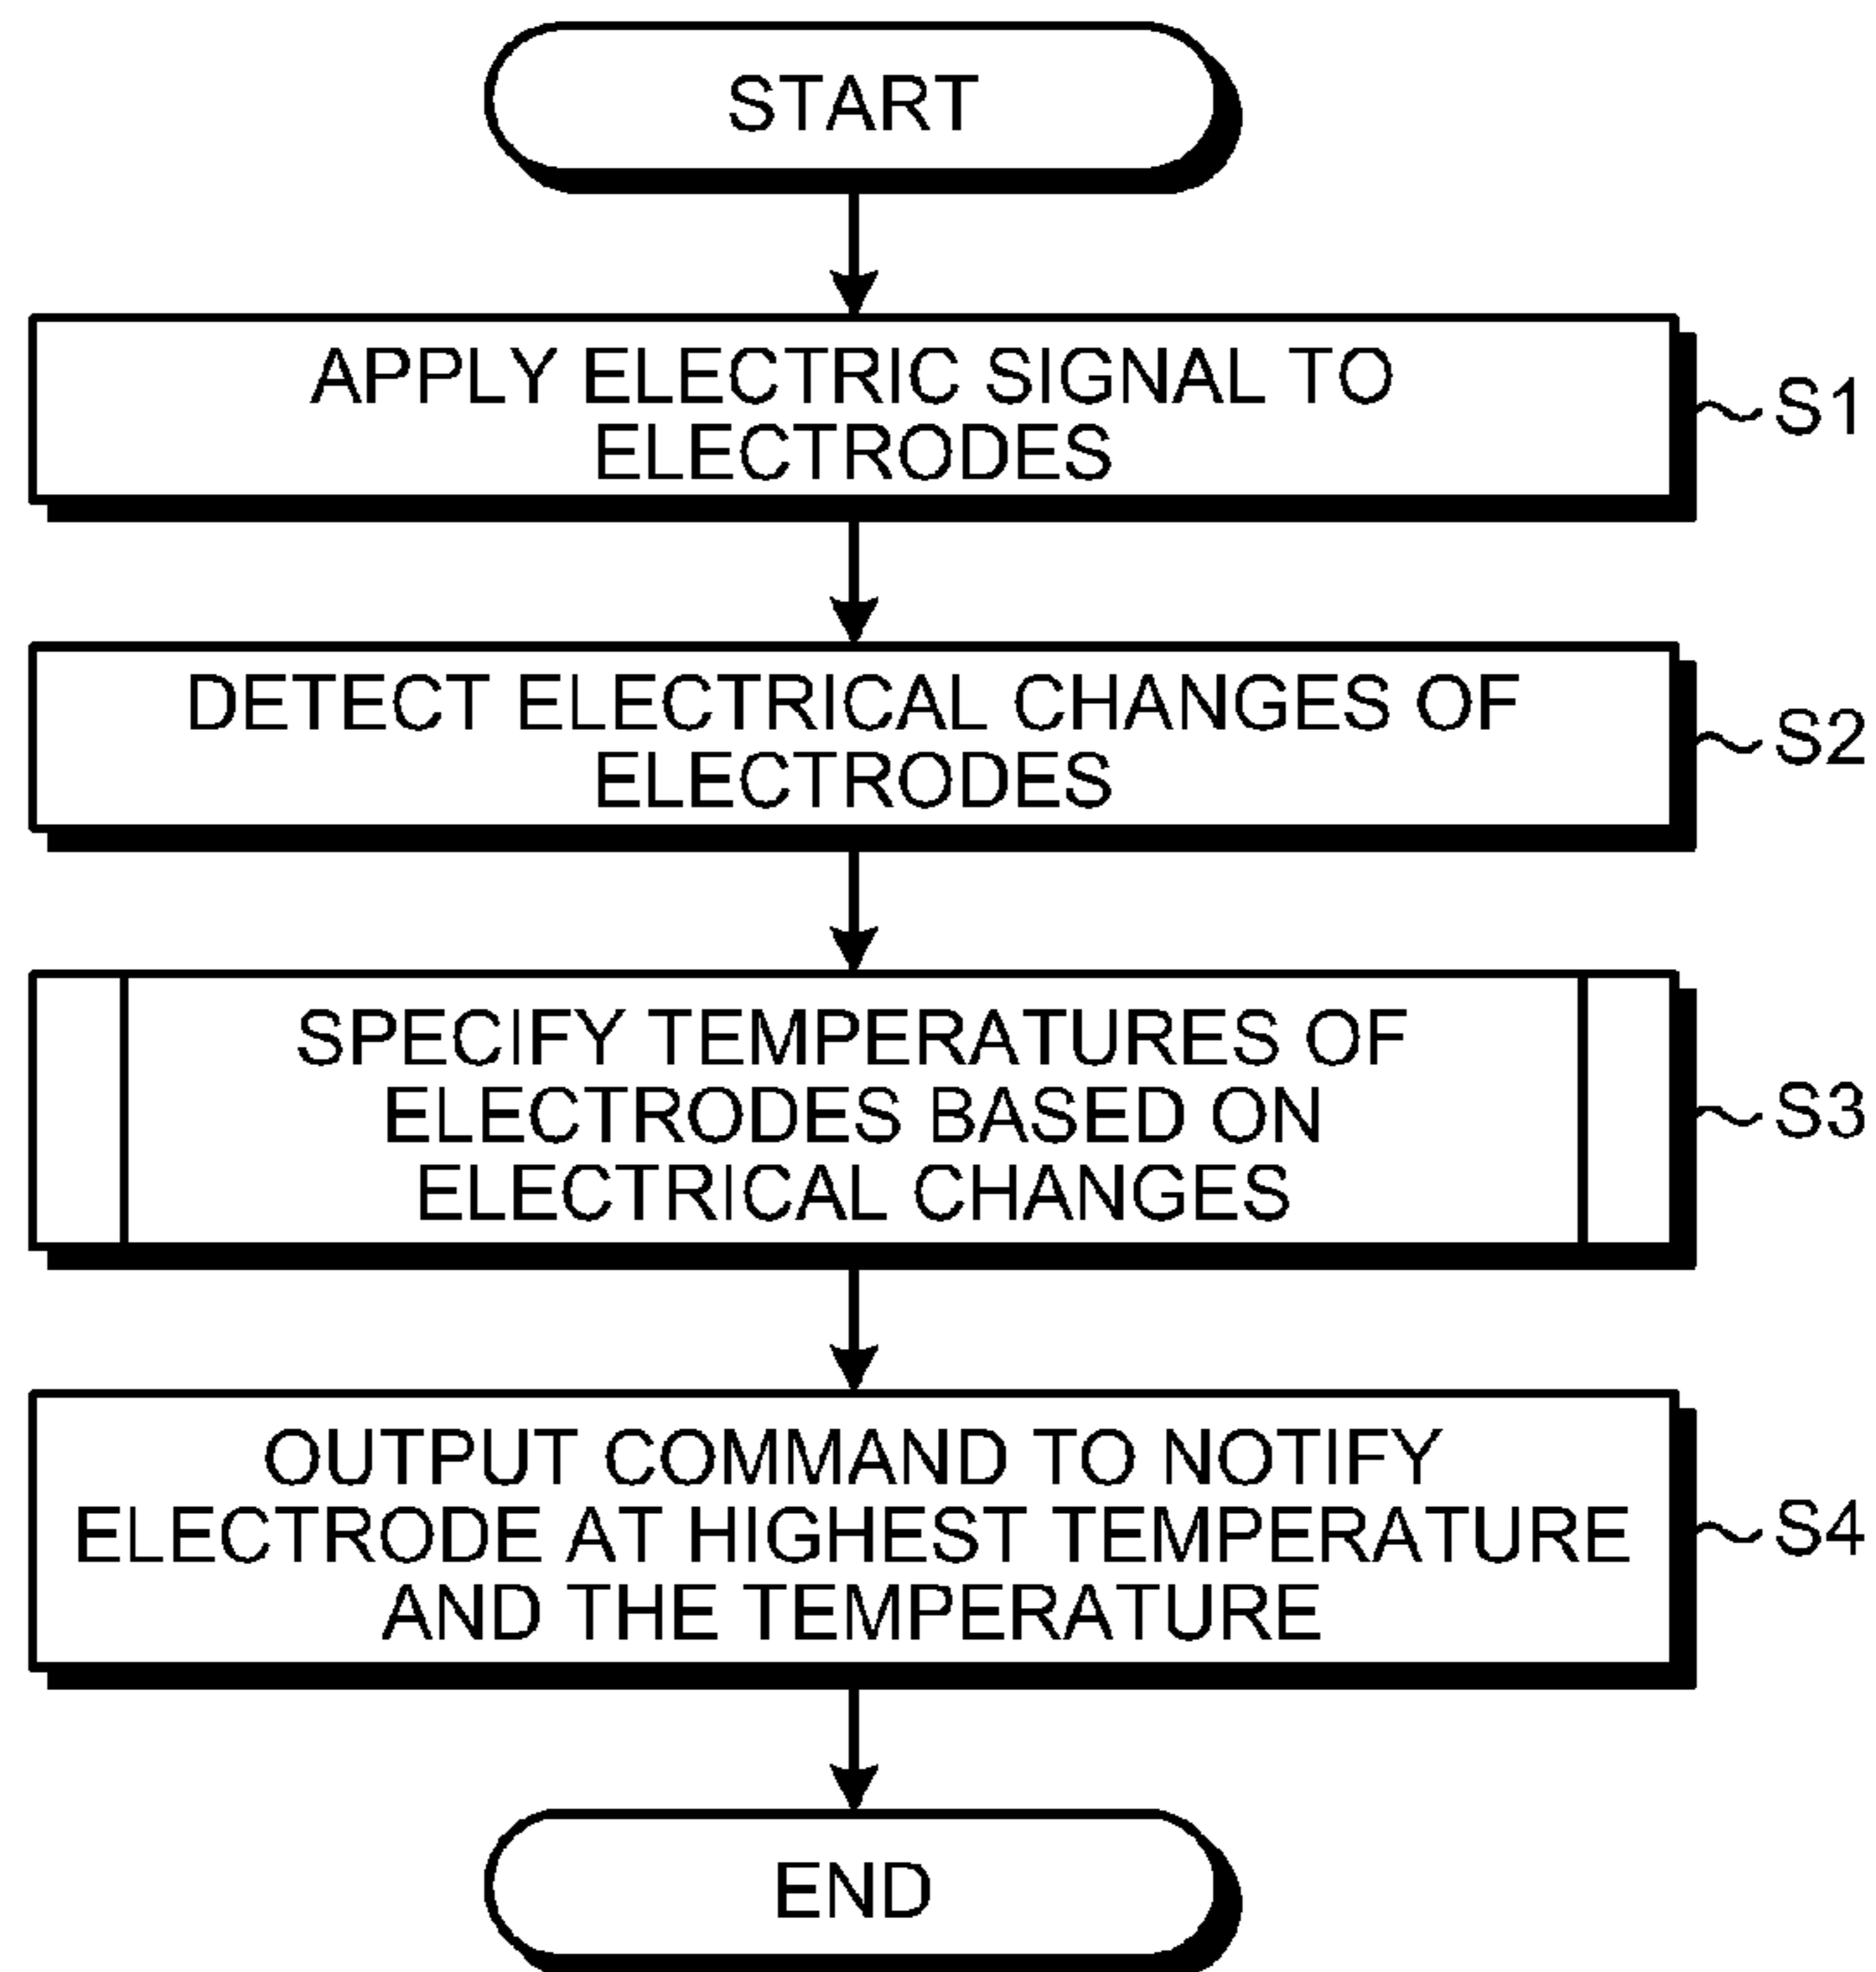 START
APPLY ELECTRIC SIGNAL TO
ELECTRODES
S1
DETECT ELECTRICAL CHANGES OF
ELECTRODES
S2
SPECIFY TEMPERATURES OF
ELECTRODES BASED ON
ELECTRICAL CHANGES
S3
OUTPUT COMMAND TO NOTIFY
ELECTRODE AT HIGHEST TEMPERATURE
AND THE TEMPERATURE
S4
END